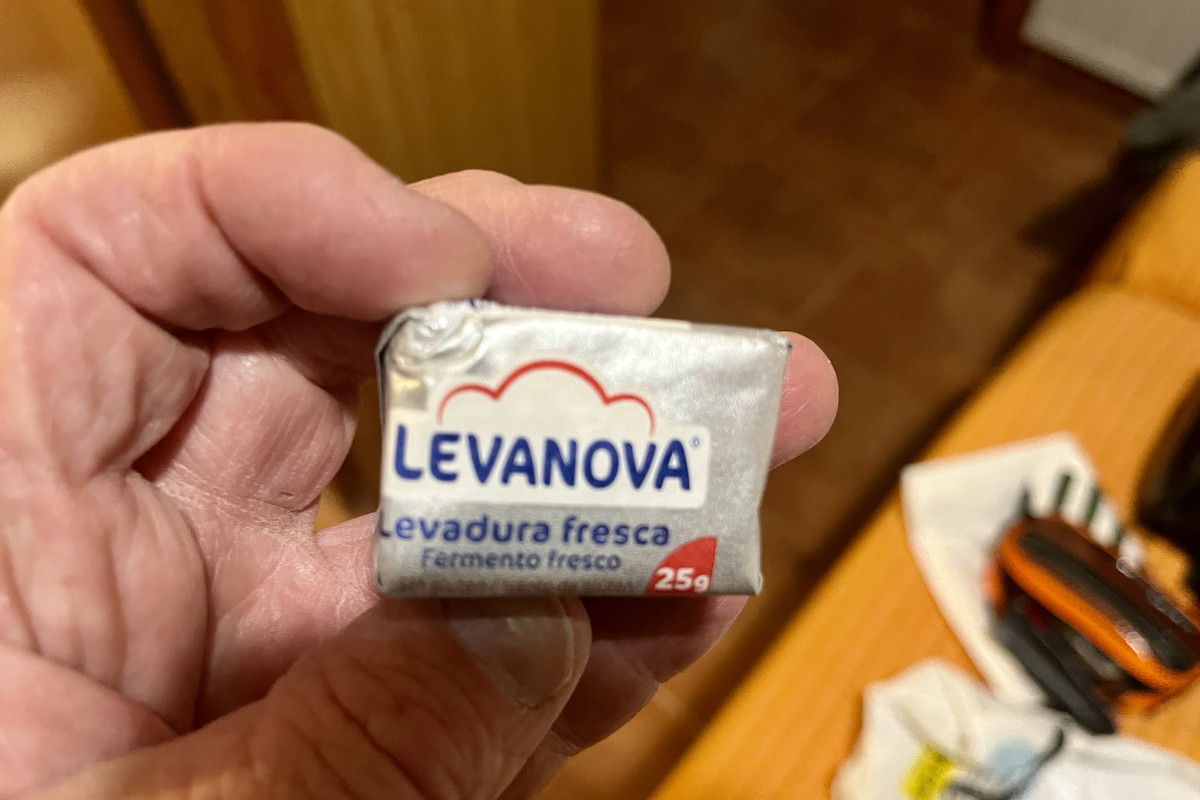 LEVANOVA®
Levadura fresca
Fermento fresco
25g